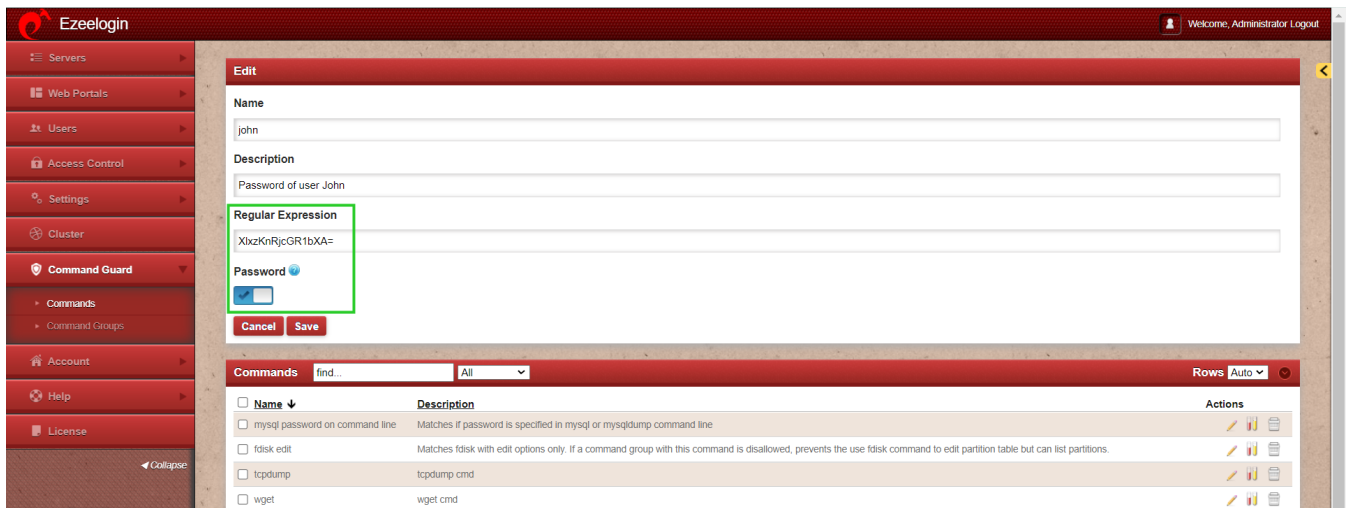 Ezeelogin
Welcome, Administrator Logout
Servers
Web Portals
Users
Access Control
Settings
Cluster
Command Guard
Commands
Command Groups
Account
Help
License
Collapse
Edit
Name
john
Description
Password of user John
Regular Expression
XlxzKnRjcGR1bXA=
Password
Cancel Save
Commands find... All Rows Auto
Name Description Actions
mysql password on command line Matches if password is specified in mysql or mysqldump command line
fdisk edit Matches fdisk with edit options only. If a command group with this command is disallowed, prevents the use fdisk command to edit partition table but can list partitions.
tcpdump tcpdump cmd
wget wget cmd